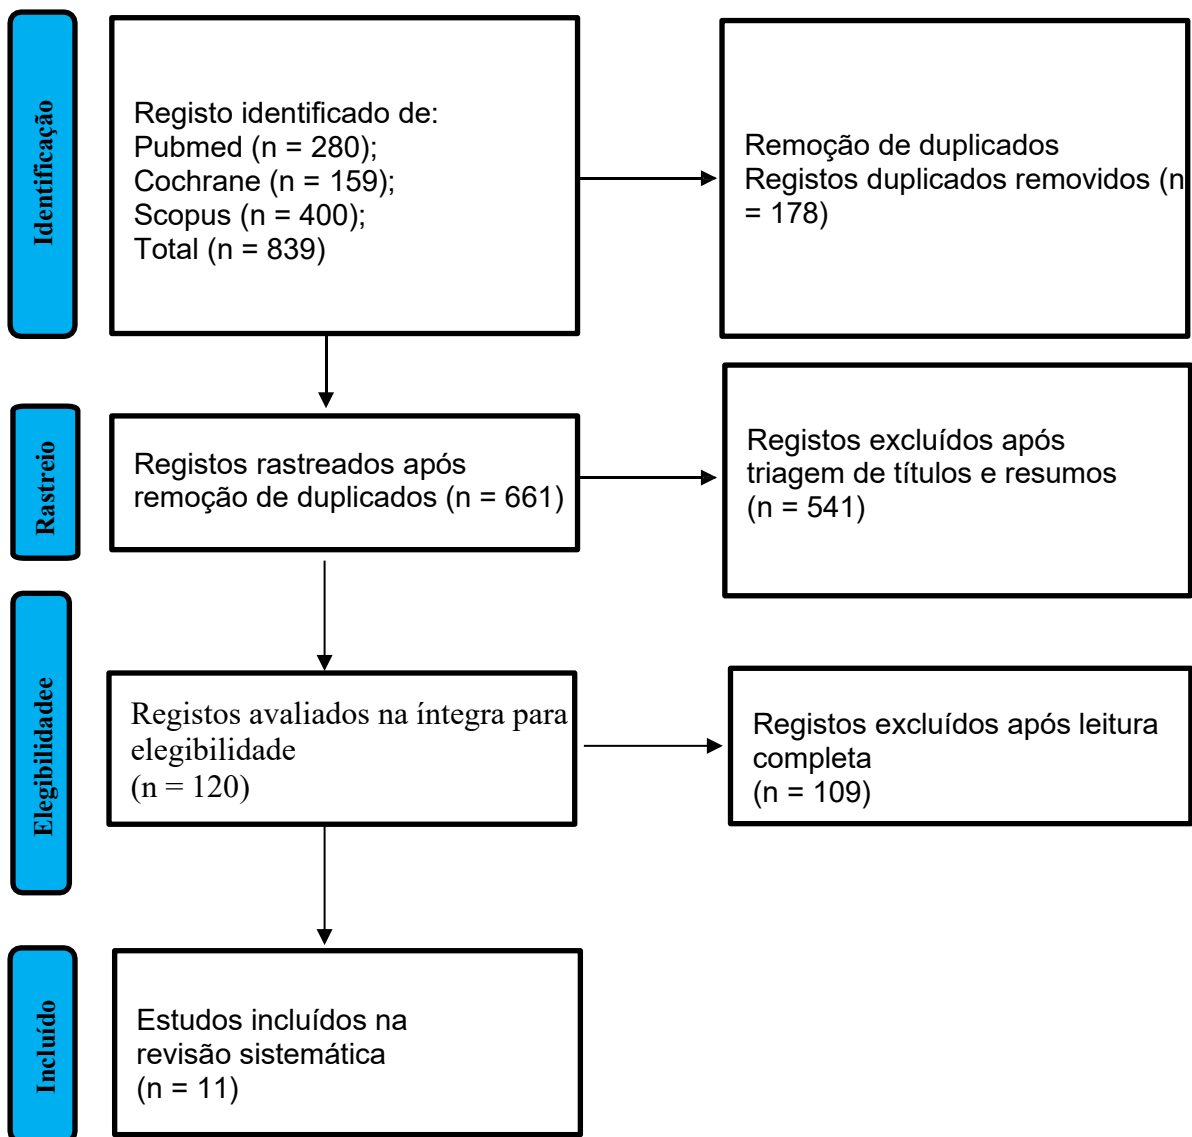 Identificação
Registo identificado de:
Pubmed (n = 280);
Cochrane (n = 159);
Scopus (n = 400);
Total (n = 839)
Remoção de duplicados
Registos duplicados removidos (n
= 178)
Rastreio
Registos rastreados após
remoção de duplicados (n = 661)
Registos excluídos após
triagem de títulos e resumos
(n = 541)
Elegibilidadee
Registos avaliados na íntegra para
elegibilidade
(n = 120)
Registos excluídos após leitura
completa
(n = 109)
Incluído
Estudos incluídos na
revisão sistemática
(n = 11)